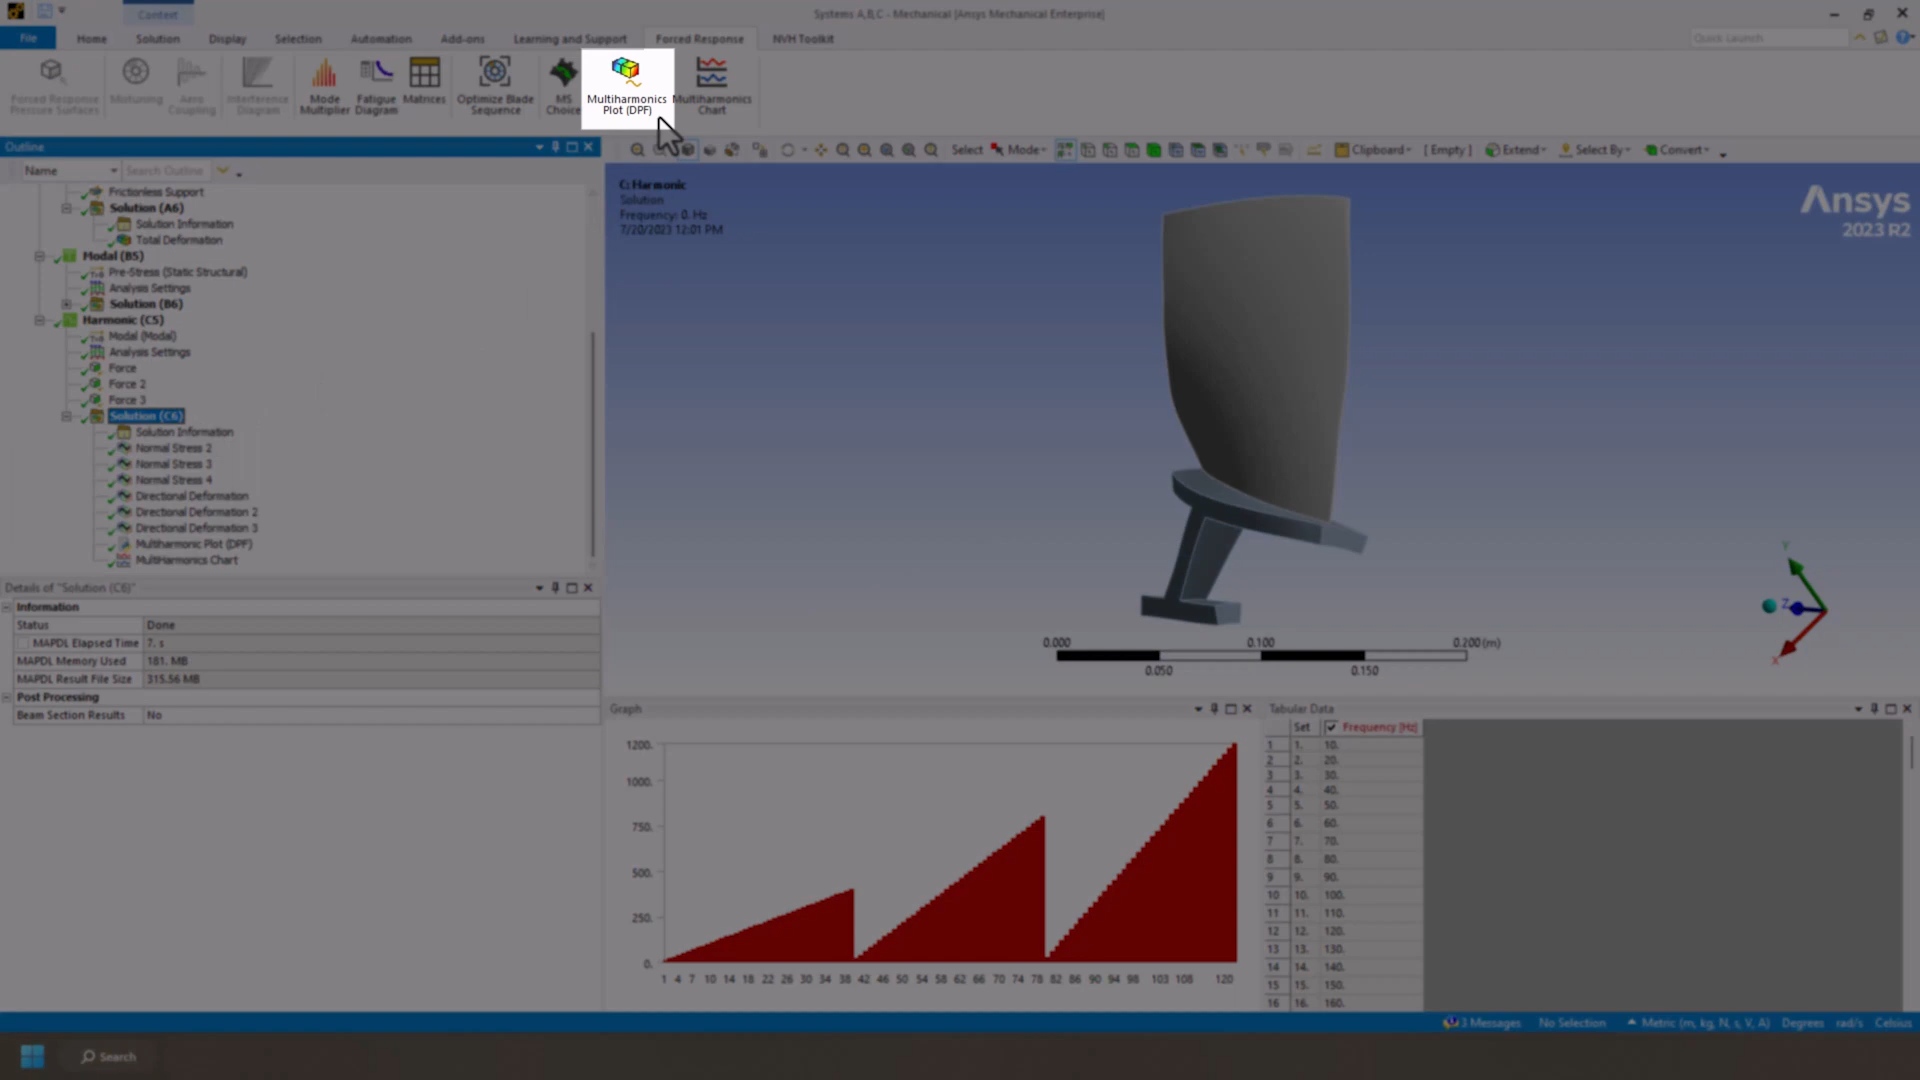 Context
Systems A,B,C - Mechanical [Ansys Mechanical Enterprise]
File
Home
Solution
Display
Selection
Automation
Add-ons
Learning and Support
Forced Response
NVH Toolkit
Quick Launch
Forced Response
Pressure Surfaces
Mistuning
Aero
Coupling
Interference
Diagram
Mode
Multiplier
Fatigue
Diagram
Matrices
Optimize Blade
Sequence
MS
Choice
Multiharmonics
Plot (DPF)
Multiharmonics
Chart
Outline
Name
Search Outline
Select
Mode
Clipboard
[ Empty ]
Extend
Select By
Convert
Frictionless Support
Solution (A6)
Solution Information
Total Deformation
Modal (B5)
Pre-Stress (Static Structural)
Analysis Settings
Solution (B6)
Harmonic (C5)
Modal (Modal)
Analysis Settings
Force
Force 2
Force 3
Solution (C6)
Solution Information
Normal Stress 2
Normal Stress 3
Normal Stress 4
Directional Deformation
Directional Deformation 2
Directional Deformation 3
Multiharmonic Plot (DPF)
MultiHarmonics Chart
Details of "Solution (C6)"
Information
Status Done
MAPDL Elapsed Time 7. s
MAPDL Memory Used 181. MB
MAPDL Result File Size 315.56 MB
Post Processing
Beam Section Results No
C: Harmonic
Solution
Frequency: 0. Hz
7/20/2023 12:01 PM
Ansys
2023 R2
Y
Z
X
0.000 0.100 0.200 (m)
0.050 0.150
Graph
1200.
1000.
750.
500.
250.
0.
1 4 7 10 14 18 22 26 30 34 38 42 46 50 54 58 62 66 70 74 78 82 86 90 94 98 103 108 120
Tabular Data
Set Frequency [Hz]
1 1. 10.
2 2. 20.
3 3. 30.
4 4. 40.
5 5. 50.
6 6. 60.
7 7. 70.
8 8. 80.
9 9. 90.
10 10. 100.
11 11. 110.
12 12. 120.
13 13. 130.
14 14. 140.
15 15. 150.
16 16. 160.
3 Messages
No Selection
Metric (m, kg, N, s, V, A)
Degrees
rad/s
Celsius
Search